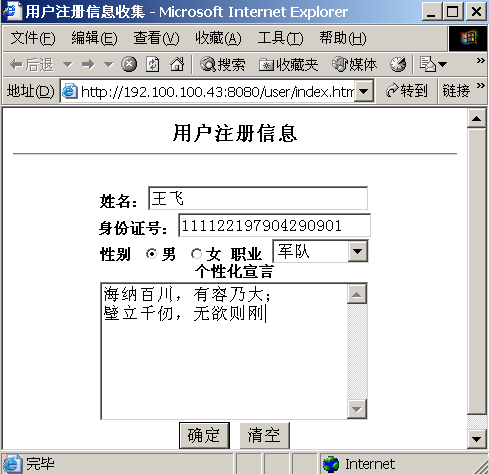 用户注册信息收集 - Microsoft Internet Explorer
文件(F) 编辑(E) 查看(V) 收藏(A) 工具(T) 帮助(H)
后退 搜索 收藏夹 媒体
地址(D) http://192.100.100.43:8080/user/index.htm 转到 链接
用户注册信息
姓名: 王飞
身份证号: 111122197904290901
性别 男 女 职业 军队
个性化宣言
海纳百川，有容乃大;
壁立千仞，无欲则刚
确定 清空
完毕 Internet